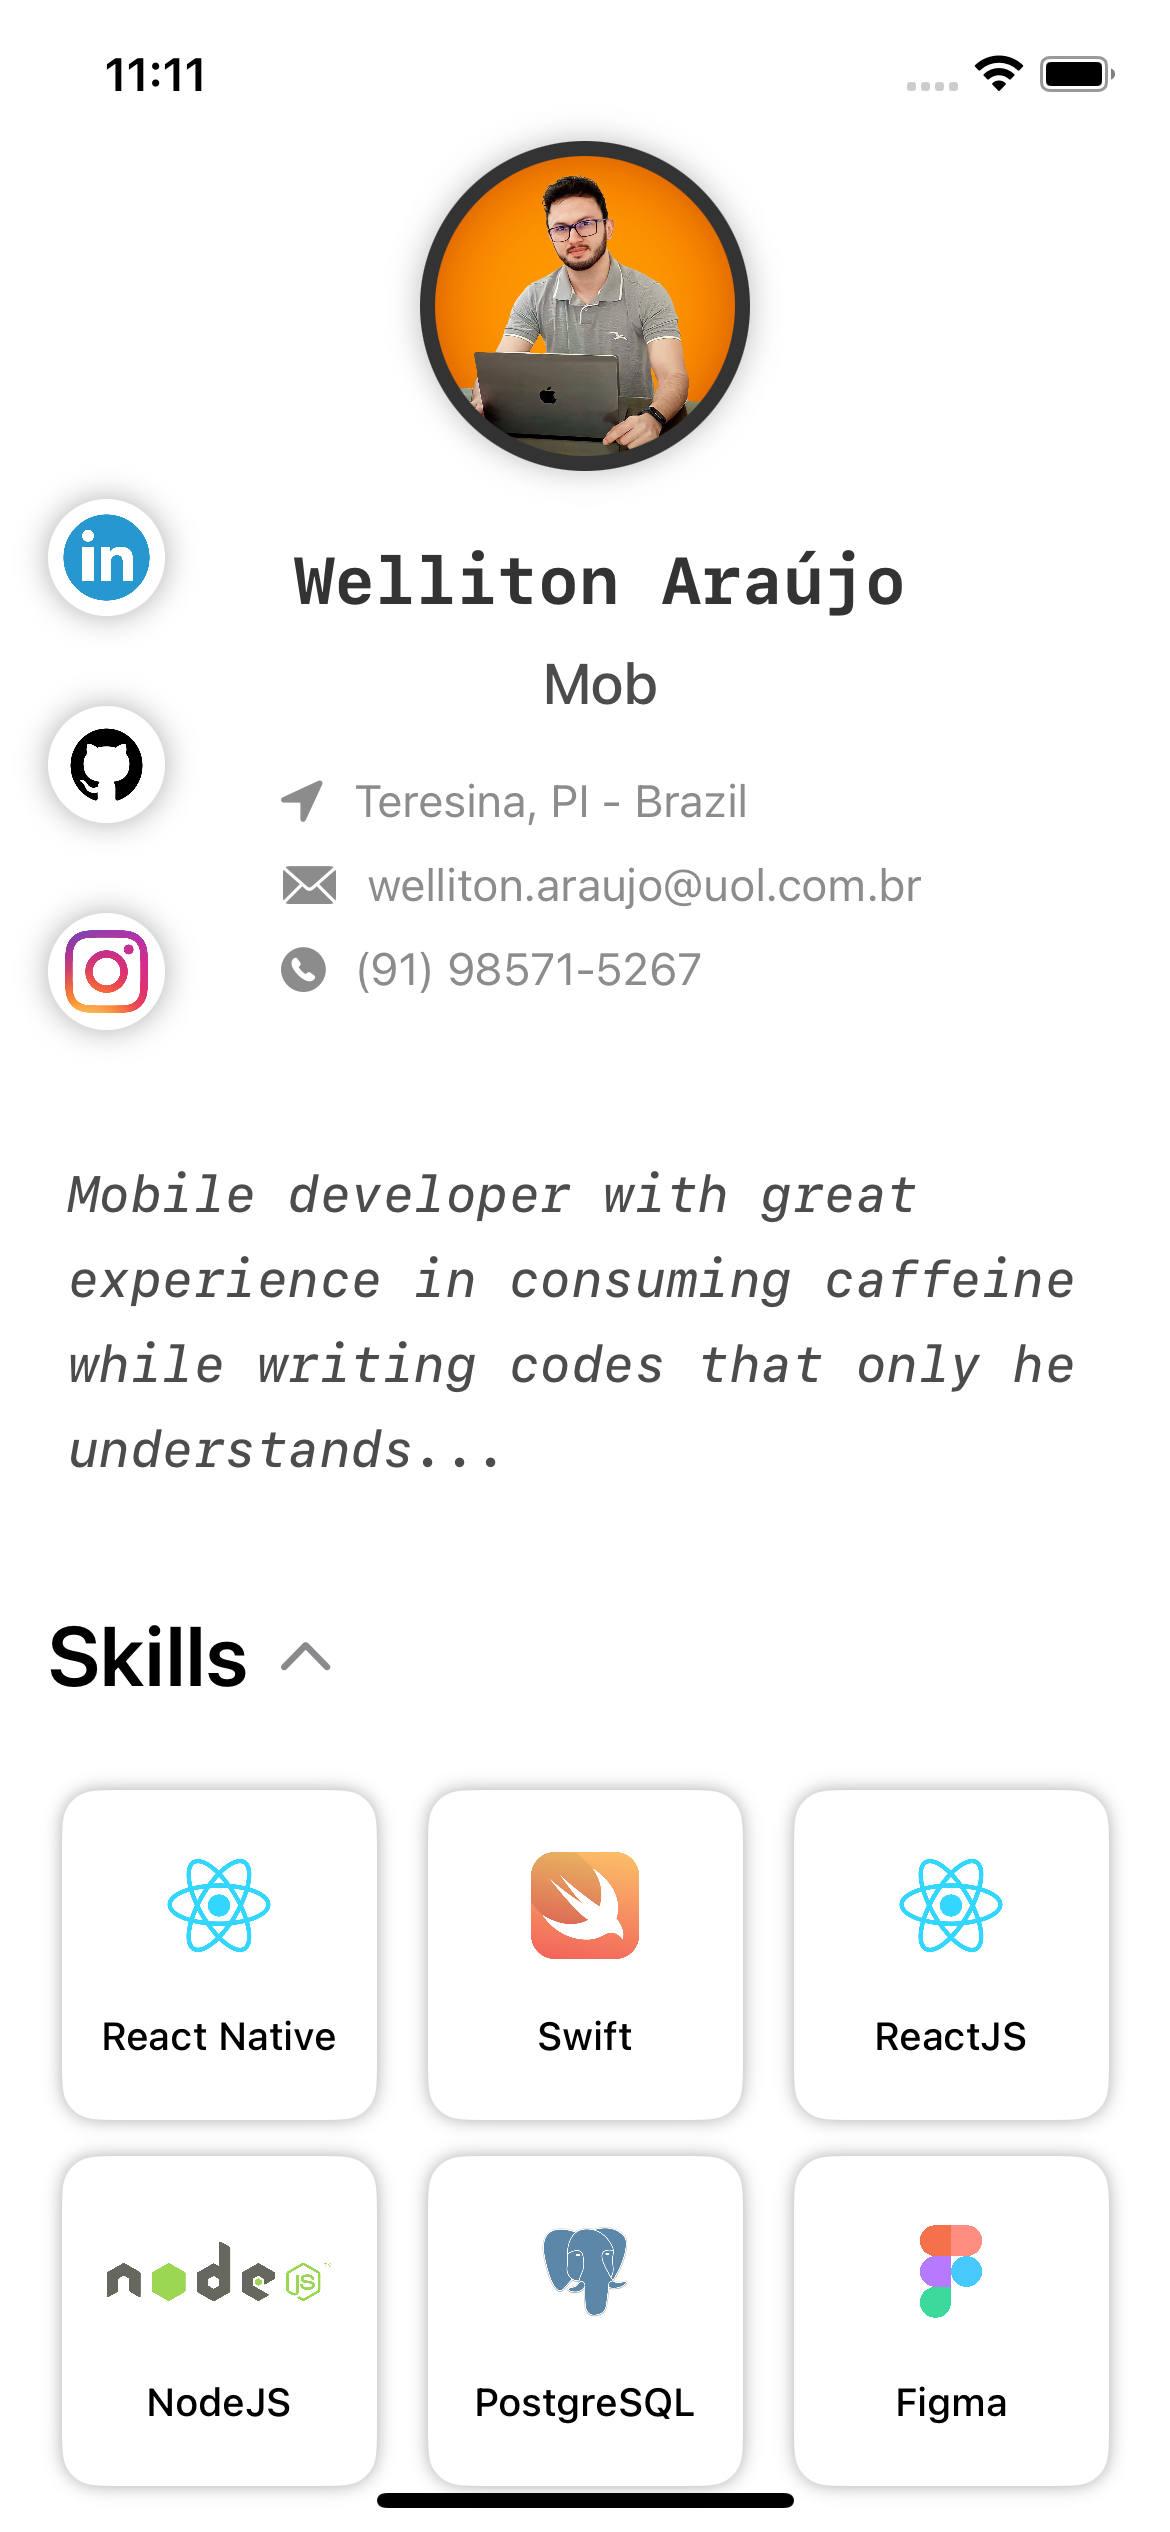 11:11
in
Welliton Araújo
Mob
Teresina, PI - Brazil
welliton.araujo@uol.com.br
(91) 98571-5267
Mobile developer with great
experience in consuming caffeine
while writing codes that only he
understands...
Skills
React Native
Swift
ReactJS
node JS
NodeJS
PostgreSQL
Figma